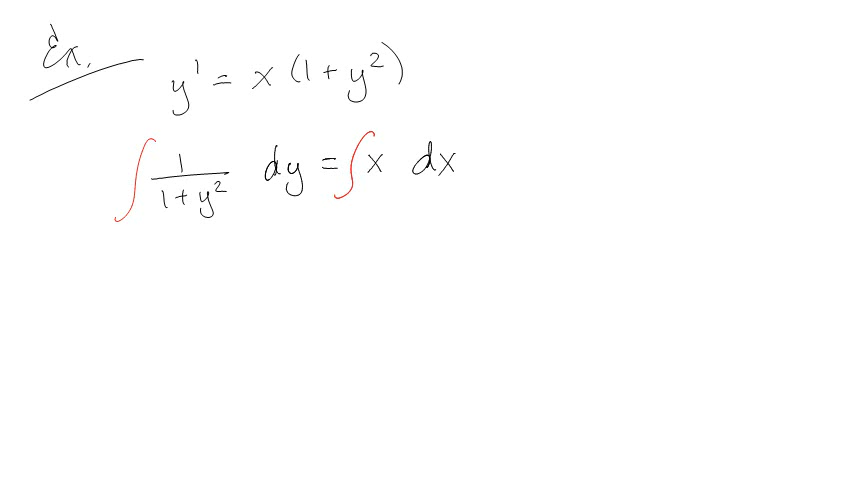 Ex.
y' = x (1 + y²)
∫ 1/(1 + y²) dy = ∫ x dx